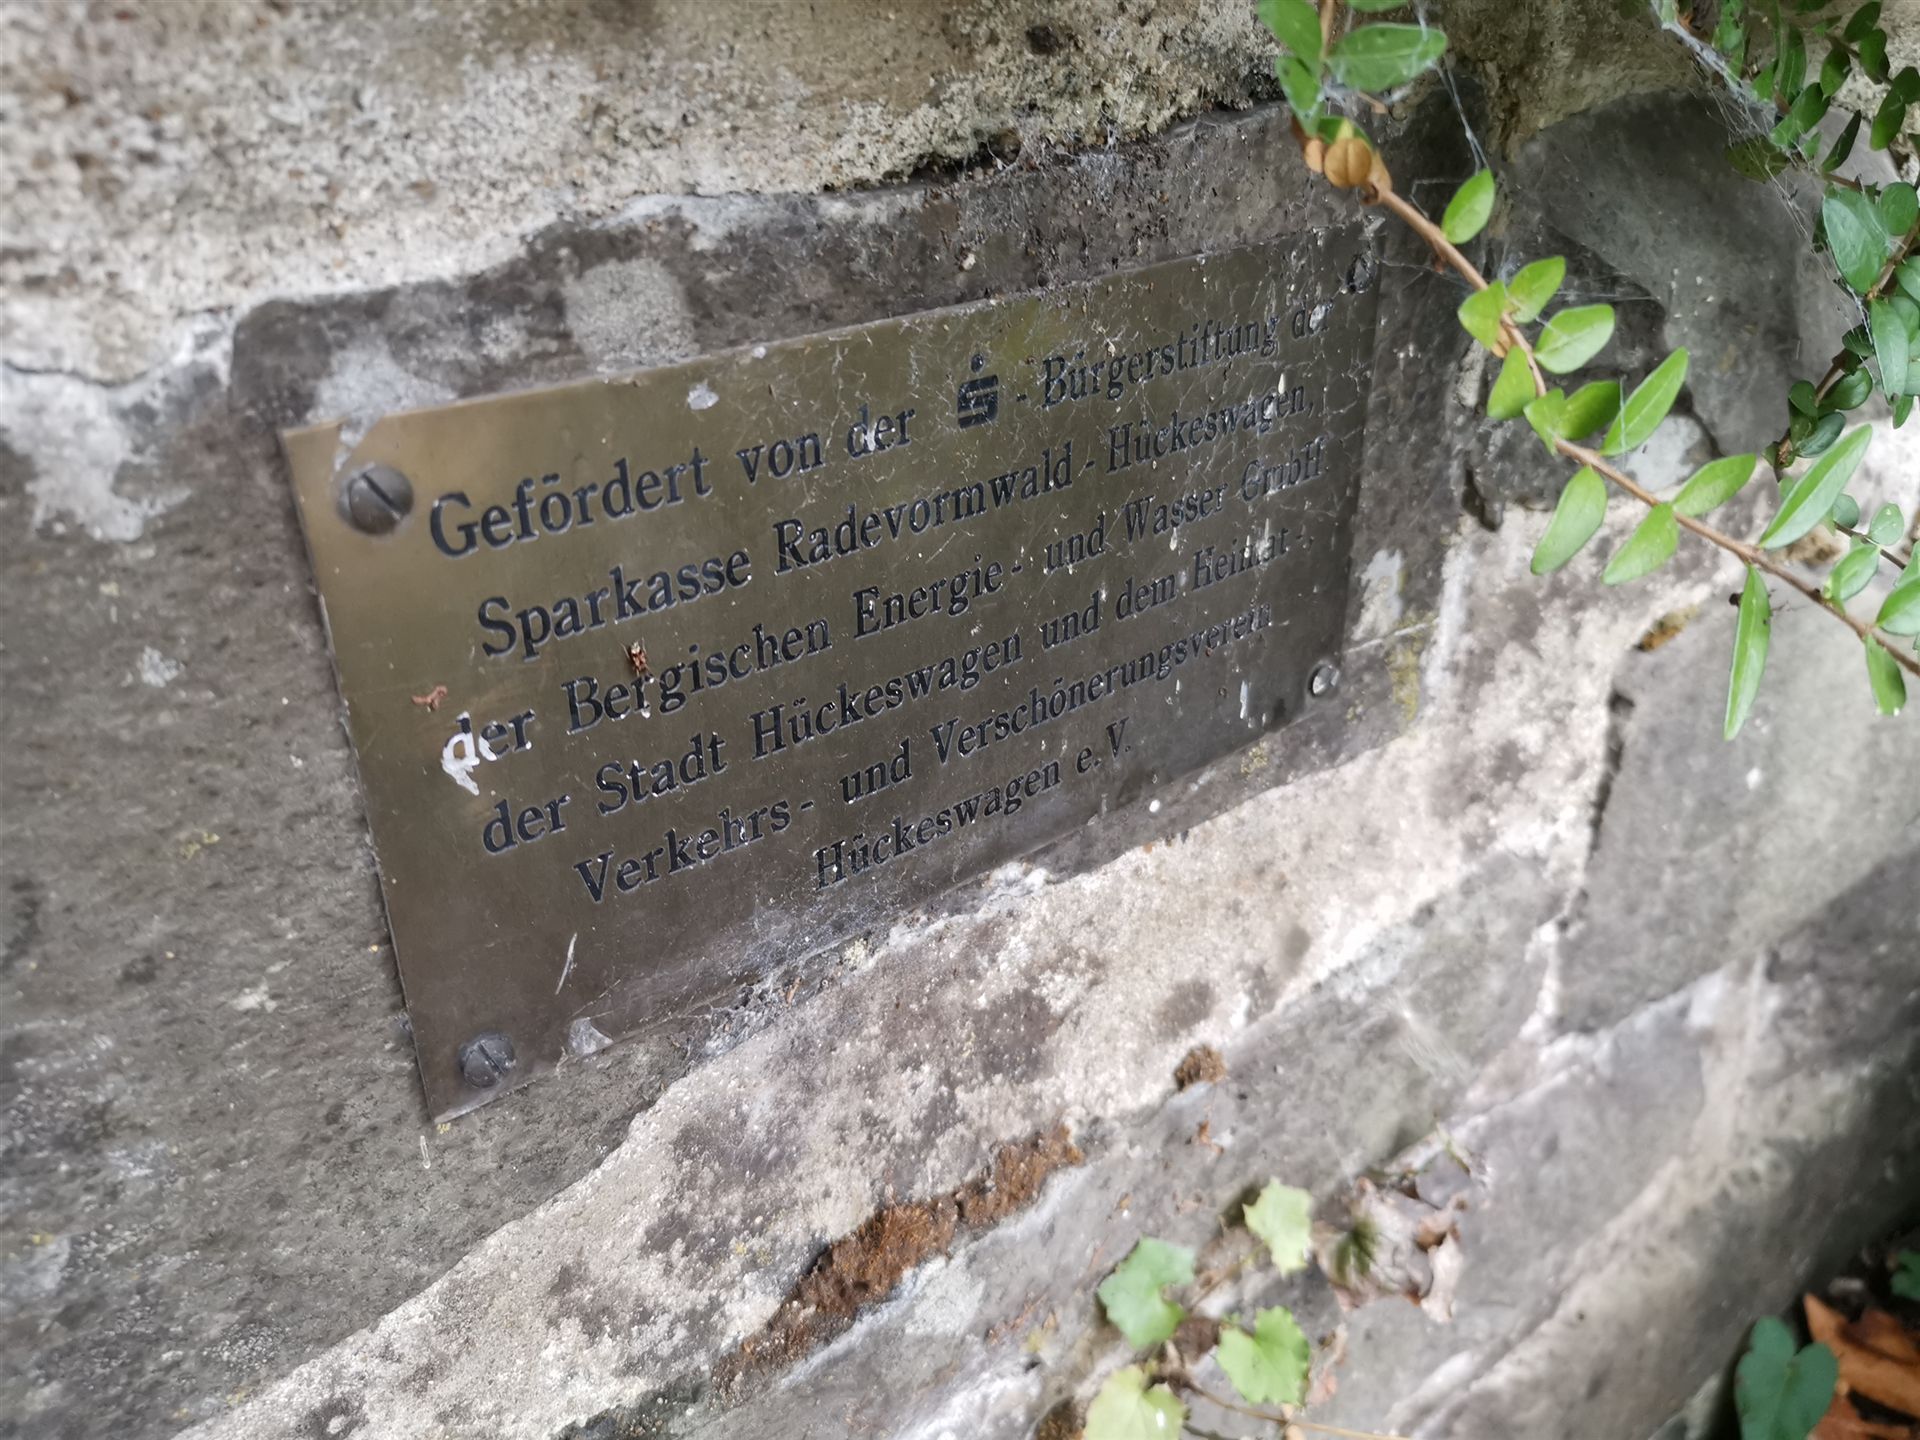 Gefördert von der S - Bürgerstiftung der
Sparkasse Radevormwald - Hückeswagen,
der Bergischen Energie - und Wasser GmbH
der Stadt Hückeswagen und dem Heimat -,
Verkehrs - und Verschönerungsverein
Hückeswagen e. V.